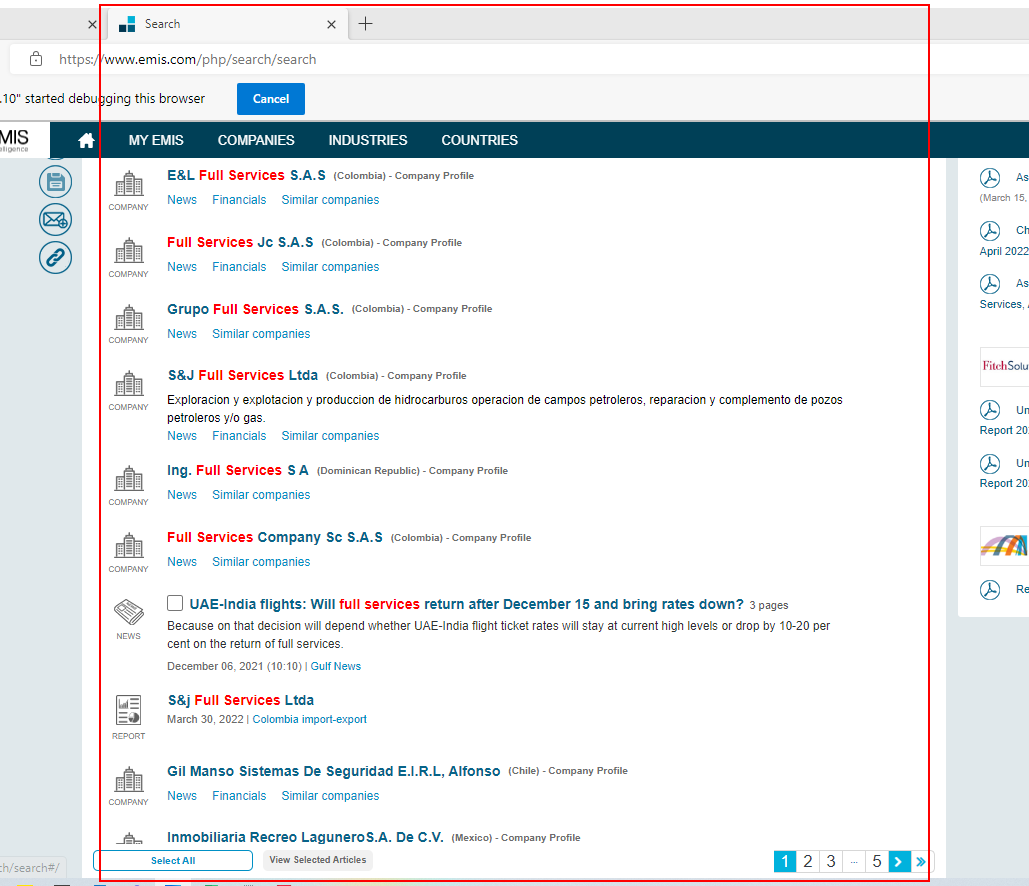 Search
https://www.emis.com/php/search/search
.10" started debugging this browser
Cancel
MY EMIS COMPANIES INDUSTRIES COUNTRIES
E&L Full Services S.A.S (Colombia) - Company Profile
COMPANY
News Financials Similar companies
Full Services Jc S.A.S (Colombia) - Company Profile
COMPANY
News Financials Similar companies
Grupo Full Services S.A.S. (Colombia) - Company Profile
COMPANY
News Similar companies
S&J Full Services Ltda (Colombia) - Company Profile
COMPANY
Exploracion y explotacion y produccion de hidrocarburos operacion de campos petroleros, reparacion y complemento de pozos
petroleros y/o gas.
News Financials Similar companies
Ing. Full Services S A (Dominican Republic) - Company Profile
COMPANY
News Similar companies
Full Services Company Sc S.A.S (Colombia) - Company Profile
COMPANY
News Similar companies
UAE-India flights: Will full services return after December 15 and bring rates down? 3 pages
NEWS
Because on that decision will depend whether UAE-India flight ticket rates will stay at current high levels or drop by 10-20 per
cent on the return of full services.
December 06, 2021 (10:10) | Gulf News
S&j Full Services Ltda
March 30, 2022 | Colombia import-export
REPORT
Gil Manso Sistemas De Seguridad E.I.R.L, Alfonso (Chile) - Company Profile
COMPANY
News Financials Similar companies
Inmobiliaria Recreo LaguneroS.A. De C.V. (Mexico) - Company Profile
Select All
View Selected Articles
1 2 3 ... 5 > »
ch/search#/
MIS
elligence
As
(March 15,
Ch
April 2022
As
Services,
FitchSolu
Un
Report 20
Un
Report 20
Re